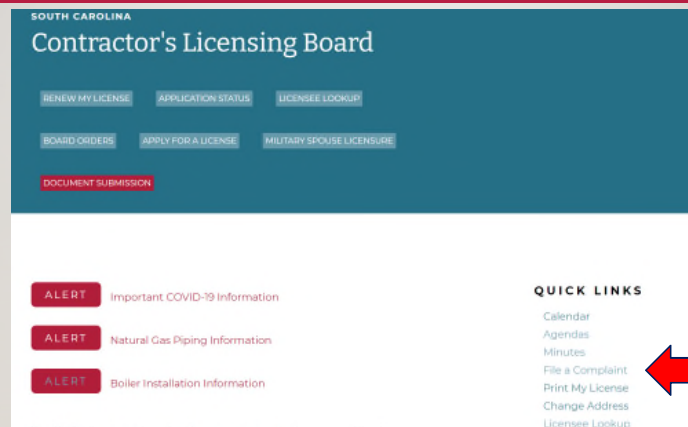 SOUTH CAROLINA
Contractor's Licensing Board
RENEW MY LICENSE APPLICATION STATUS LICENSEE LOOKUP
BOARD ORDERS APPLY FOR A LICENSE MILITARY SPOUSE LICENSURE
DOCUMENT SUBMISSION
ALERT Important COVID-19 Information
ALERT Natural Gas Piping Information
ALERT Boiler Installation Information
QUICK LINKS
Calendar
Agendas
Minutes
File a Complaint
Print My License
Change Address
Licensee Lookup